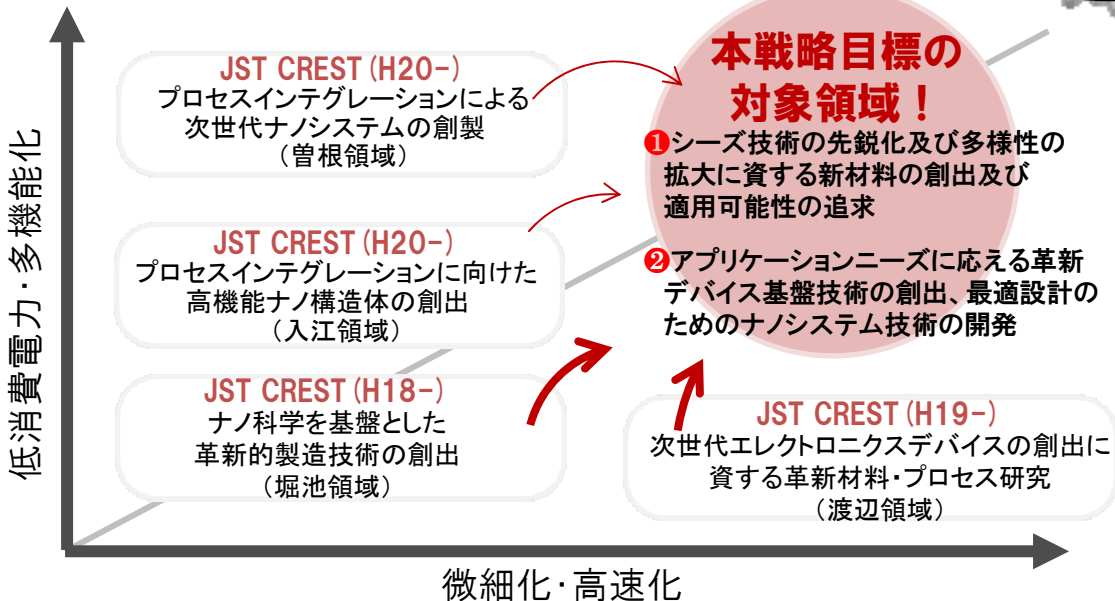 低消費電力・多機能化
JST CREST(H20-)
プロセスインテグレーションによる
次世代ナノシステムの創製
(曽根領域)
JST CREST(H20-)
プロセスインテグレーションに向けた
高機能ナノ構造体の創出
(入江領域)
JST CREST(H18-)
ナノ科学を基盤とした
革新的製造技術の創出
(堀池領域)
本戦略目標の
対象領域!
❶シーズ技術の先鋭化及び多様性の
拡大に資する新材料の創出及び
適用可能性の追求
❷アプリケーションニーズに応える革新
デバイス基盤技術の創出、最適設計の
ためのナノシステム技術の開発
JST CREST(H19-)
次世代エレクトロニクスデバイスの創出に
資する革新材料・プロセス研究
(渡辺領域)
微細化・高速化